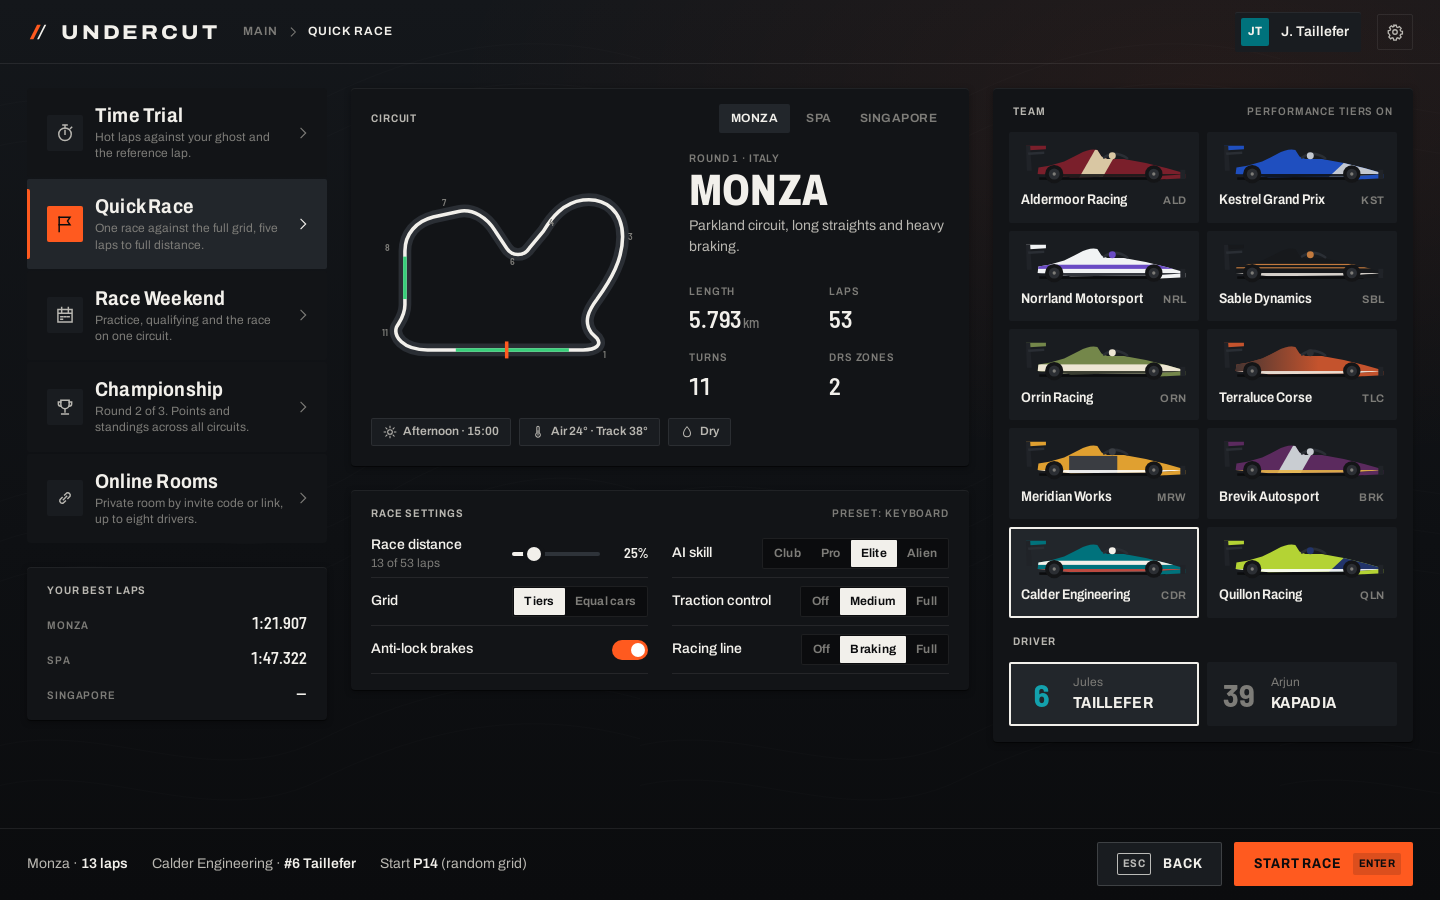 UNDERCUT
MAIN
QUICK RACE
JT
J. Taillefer
Time Trial
Hot laps against your ghost and
the reference lap.
Quick Race
One race against the full grid, five
laps to full distance.
Race Weekend
Practice, qualifying and the race
on one circuit.
Championship
Round 2 of 3. Points and
standings across all circuits.
Online Rooms
Private room by invite code or link,
up to eight drivers.
YOUR BEST LAPS
MONZA 1:21.907
SPA 1:47.322
SINGAPORE –
CIRCUIT
MONZA SPA SINGAPORE
7
8
3
6
11
1
ROUND 1 · ITALY
MONZA
Parkland circuit, long straights and heavy
braking.
LENGTH LAPS
5.793 km 53
TURNS DRS ZONES
11 2
Afternoon · 15:00
Air 24° · Track 38°
Dry
RACE SETTINGS PRESET: KEYBOARD
Race distance 25%
13 of 53 laps
AI skill Club Pro Elite Alien
Grid Tiers Equal cars
Traction control Off Medium Full
Anti-lock brakes
Racing line Off Braking Full
TEAM PERFORMANCE TIERS ON
Aldermoor Racing ALD
Kestrel Grand Prix KST
Norrland Motorsport NRL
Sable Dynamics SBL
Orrin Racing ORN
Terraluce Corse TLC
Meridian Works MRW
Brevik Autosport BRK
Calder Engineering CDR
Quillon Racing QLN
DRIVER
6 Jules
TAILLEFER
39 Arjun
KAPADIA
Monza · 13 laps
Calder Engineering · #6 Taillefer
Start P14 (random grid)
ESC BACK
START RACE ENTER